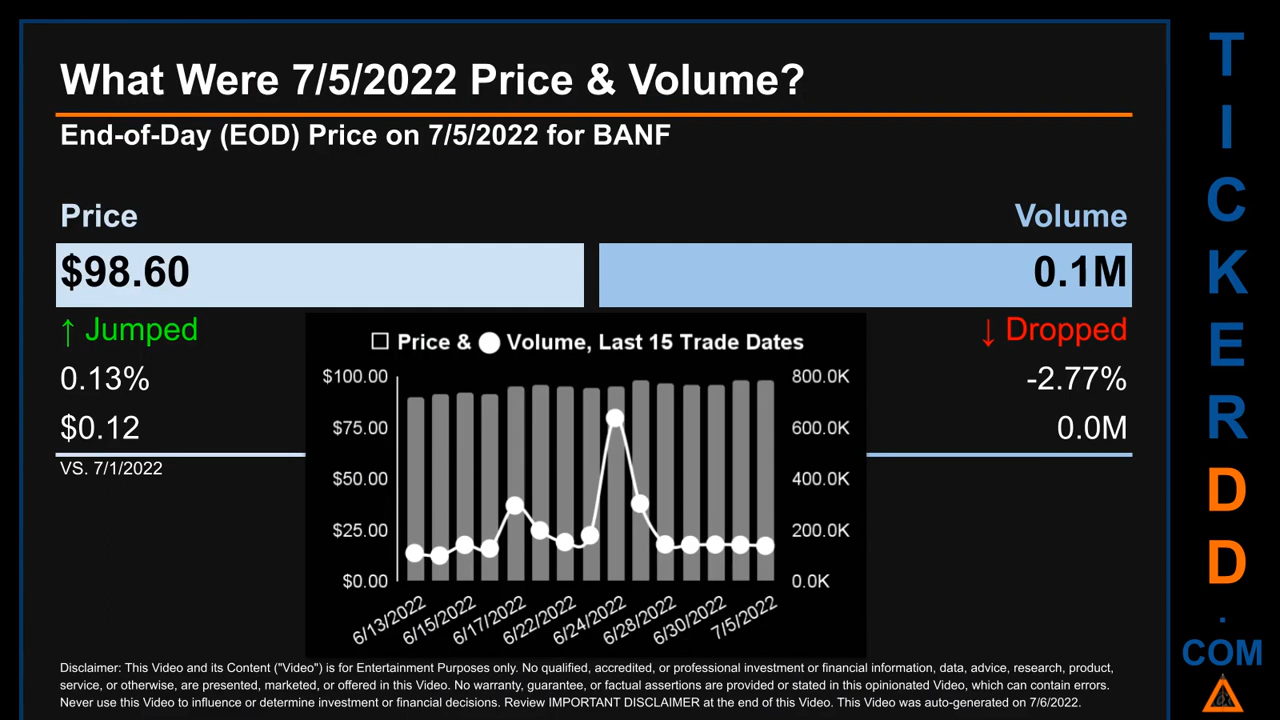 What Were 7/5/2022 Price & Volume?
End-of-Day (EOD) Price on 7/5/2022 for BANF
Price
Volume
$98.60
0.1M
↑ Jumped
↓ Dropped
0.13%
-2.77%
$0.12
0.0M
VS. 7/1/2022
Price & Volume, Last 15 Trade Dates
$100.00
800.0K
$75.00
600.0K
$50.00
400.0K
$25.00
200.0K
$0.00
0.0K
6/13/2022
6/15/2022
6/17/2022
6/22/2022
6/24/2022
6/28/2022
6/30/2022
7/5/2022
Disclaimer: This Video and its Content ("Video") is for Entertainment Purposes only. No qualified, accredited, or professional investment or financial information, data, advice, research, product,
service, or otherwise, are presented, marketed, or offered in this Video. No warranty, guarantee, or factual assertions are provided or stated in this opinionated Video, which can contain errors.
Never use this Video to influence or determine investment or financial decisions. Review IMPORTANT DISCLAIMER at the end of this Video. This Video was auto-generated on 7/6/2022.
T
I
C
K
E
R
D
D
.
COM